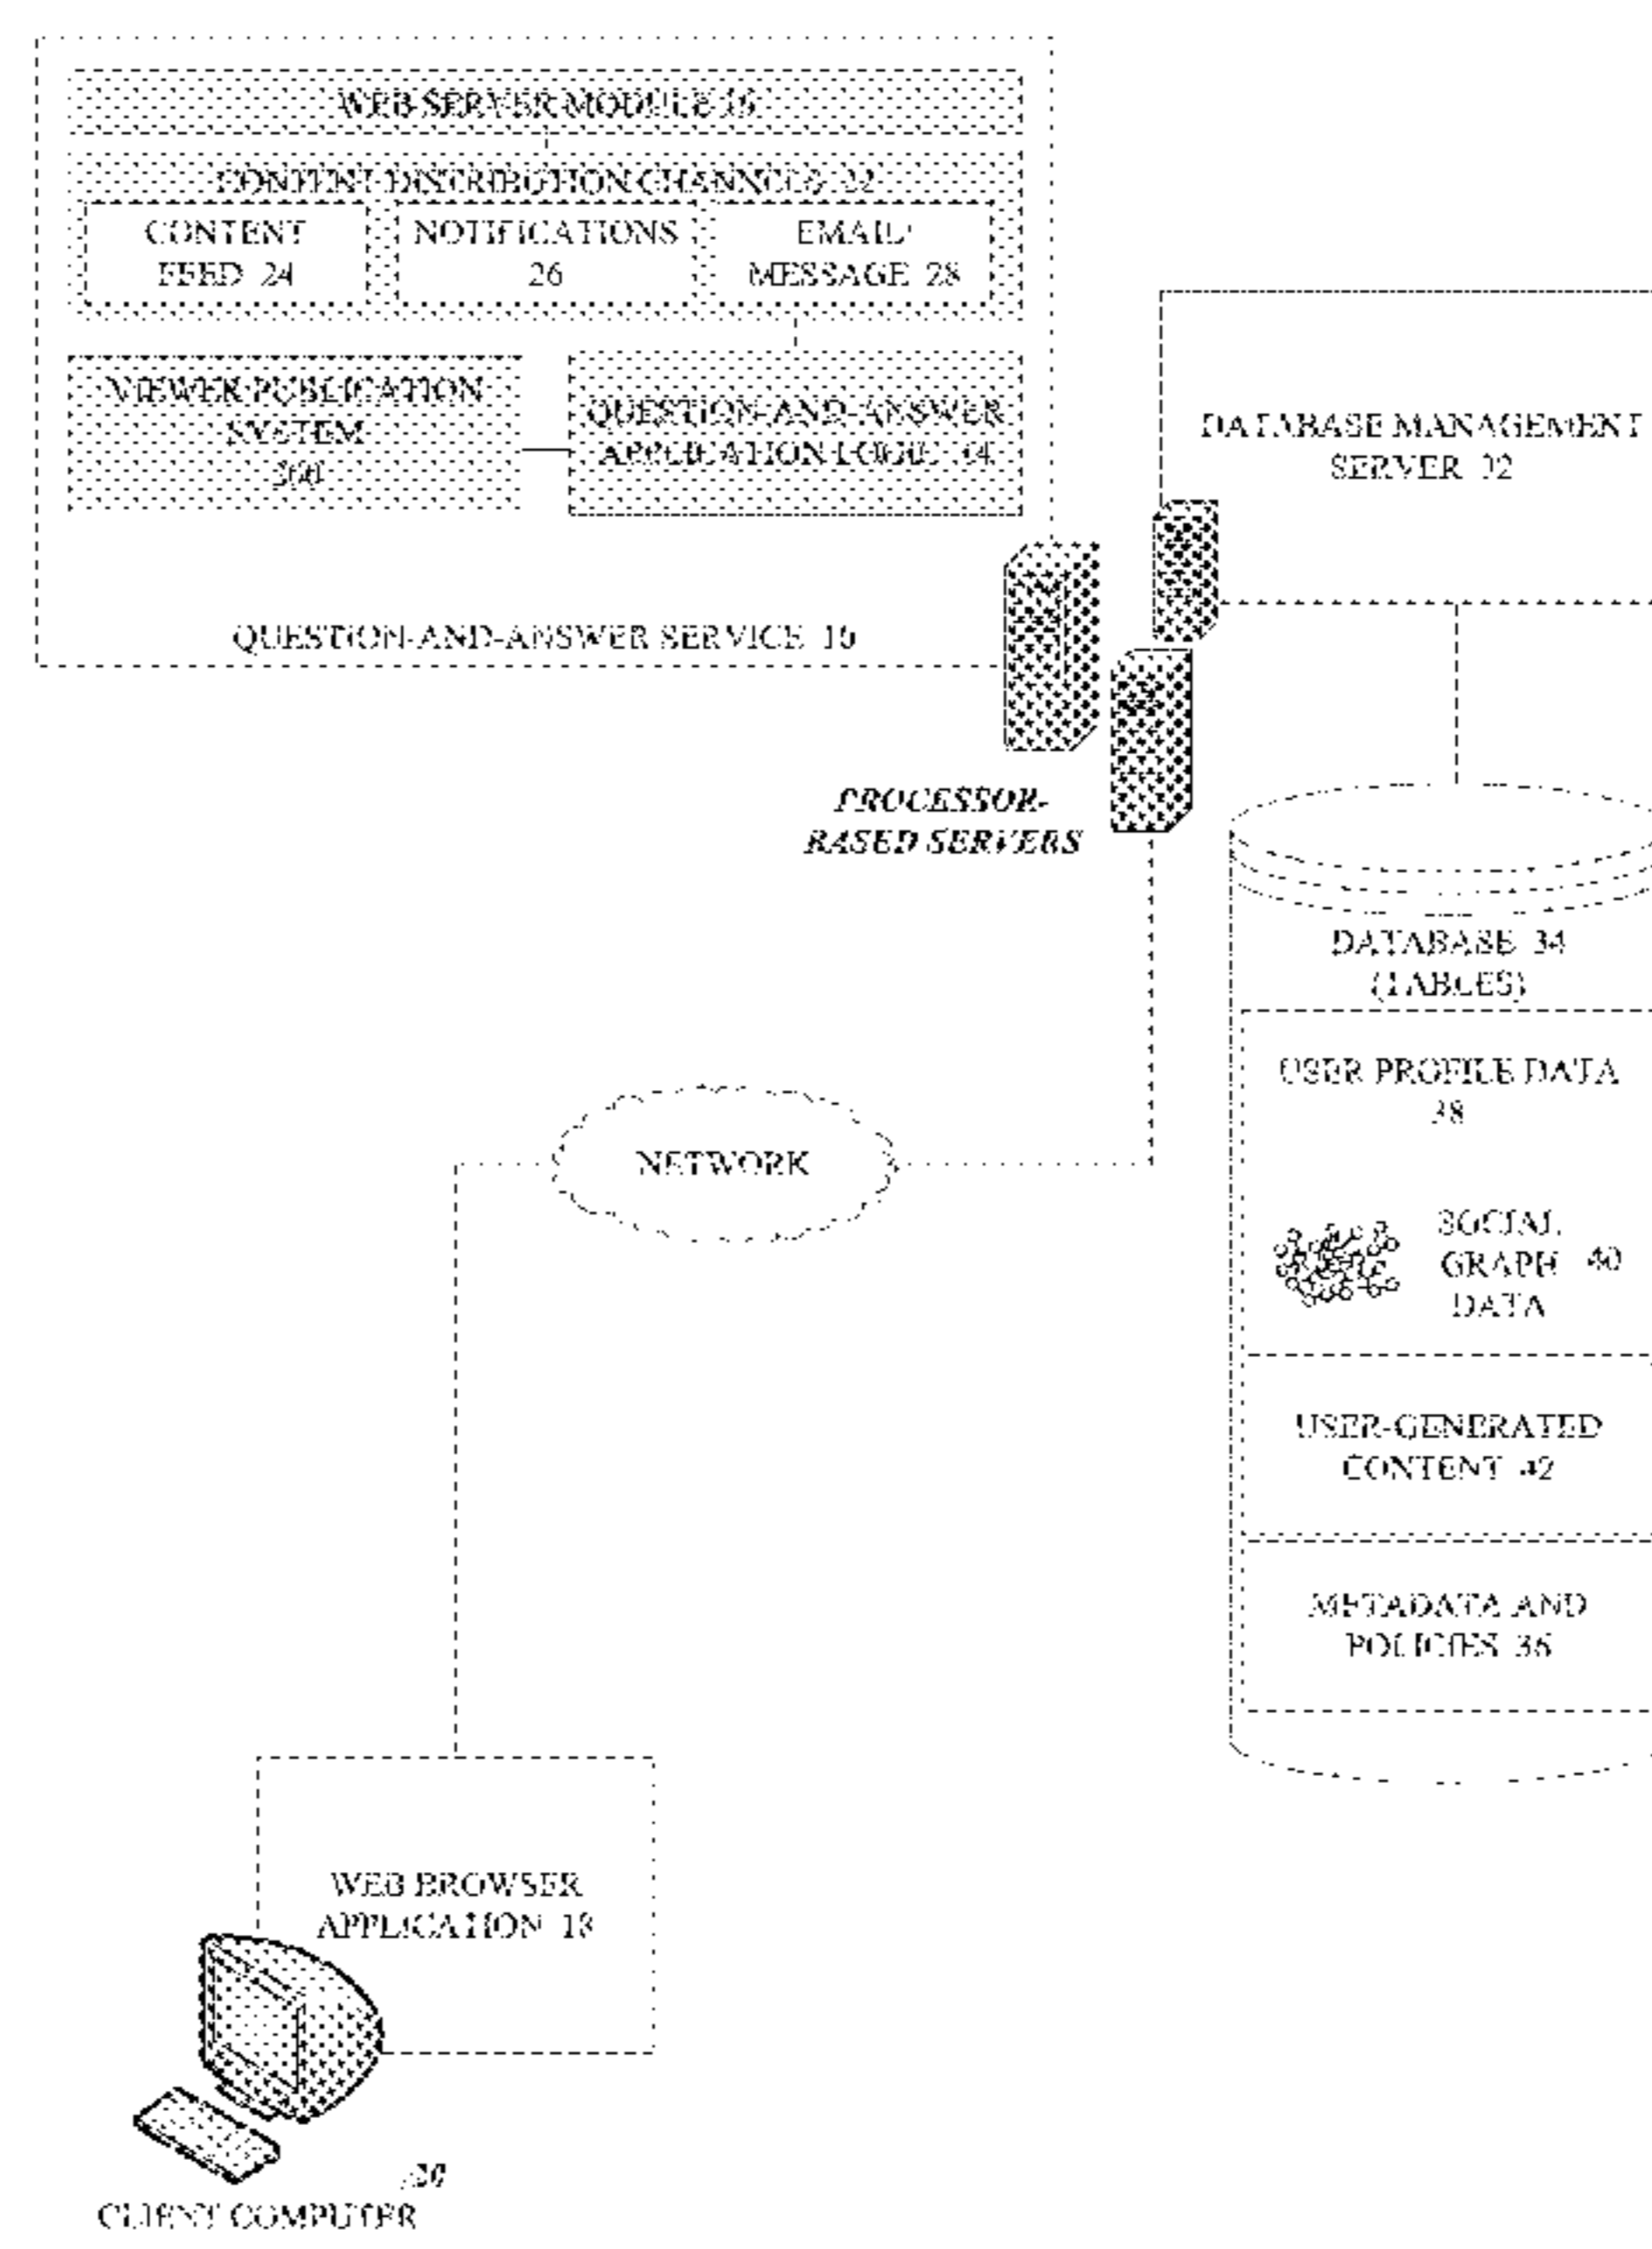 WEB SERVER MODULE 16
CONTENT DISTRIBUTION CHANNELS 22
CONTENT
FEED 24
NOTIFICATIONS
26
EMAIL/
MESSAGE 28
VIEWER PUBLICATION
SYSTEM
QUESTION-AND-ANSWER
APPLICATION LOGIC 14
QUESTION-AND-ANSWER SERVICE 10
DATABASE MANAGEMENT
SERVER 32
PROCESSOR-
BASED SERVERS
DATABASE 34
(TABLES)
USER PROFILE DATA
38
NETWORK
SOCIAL
GRAPH 40
DATA
USER-GENERATED
CONTENT 42
METADATA AND
POLICIES 36
WEB BROWSER
APPLICATION 18
20
CLIENT COMPUTER